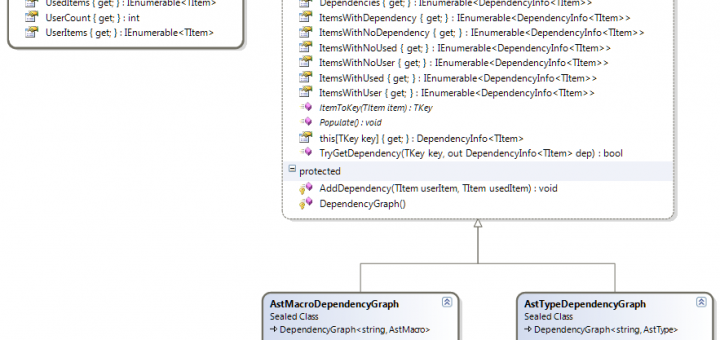 UsedItems { get; } : IEnumerable<TItem>
UserCount { get; } : int
UserItems { get; } : IEnumerable<TItem>
Dependencies { get; } : IEnumerable<DependencyInfo<TItem>>
ItemsWithDependency { get; } : IEnumerable<DependencyInfo<TItem>>
ItemsWithNoDependency { get; } : IEnumerable<DependencyInfo<TItem>>
ItemsWithNoUsed { get; } : IEnumerable<DependencyInfo<TItem>>
ItemsWithNoUser { get; } : IEnumerable<DependencyInfo<TItem>>
ItemsWithUsed { get; } : IEnumerable<DependencyInfo<TItem>>
ItemsWithUser { get; } : IEnumerable<DependencyInfo<TItem>>
ItemToKey(TItem item) : TKey
Populate() : void
this[TKey key] { get; } : DependencyInfo<TItem>
TryGetDependency(TKey key, out DependencyInfo<TItem> dep) : bool
protected
AddDependency(TItem userItem, TItem usedItem) : void
DependencyGraph()
AstMacroDependencyGraph
Sealed Class
DependencyGraph<string, AstMacro>
AstTypeDependencyGraph
Sealed Class
DependencyGraph<string, AstType>